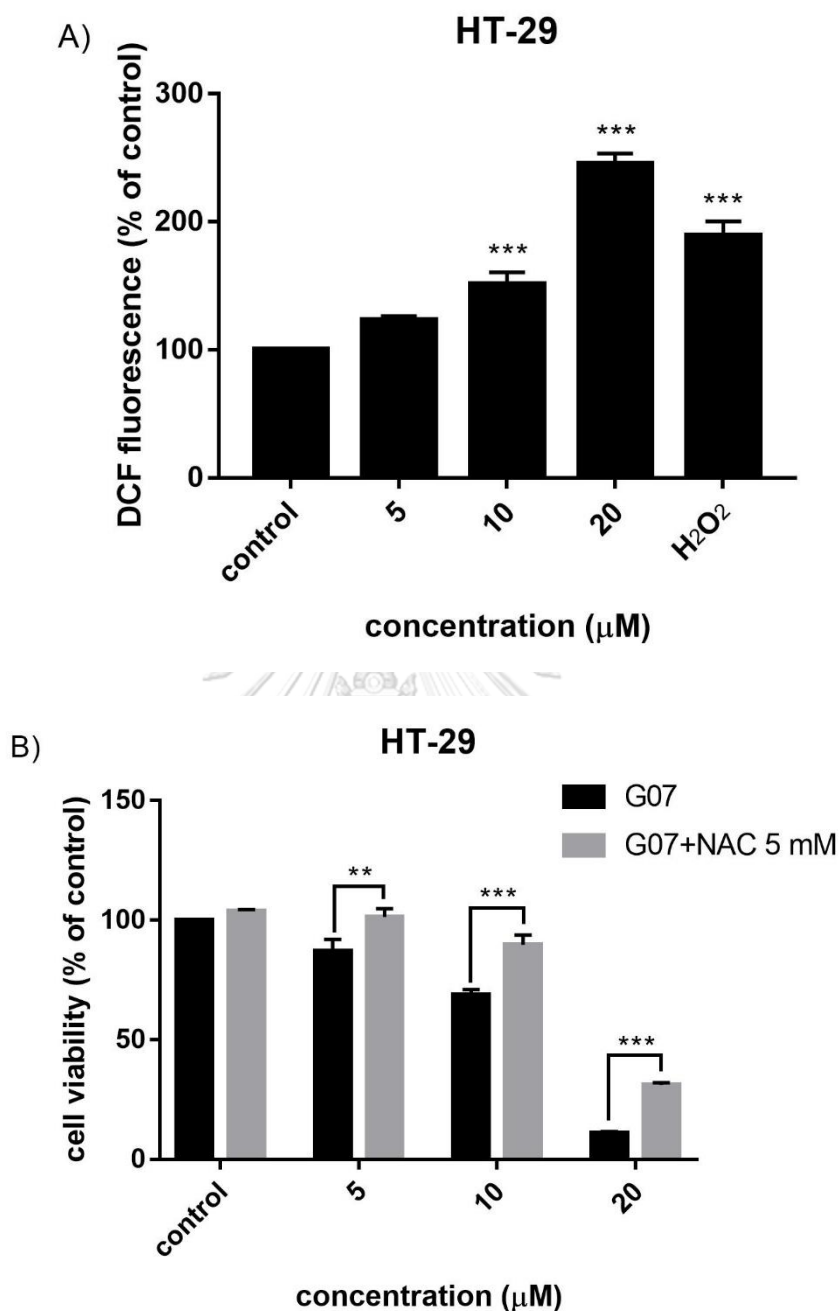 A)
HT-29
DCF fluorescence (% of control)
300
200
100
0
***
***
***
control
5
10
20
H₂O₂
concentration (μM)
B)
HT-29
G07
G07+NAC 5 mM
cell viability (% of control)
150
100
50
0
**
***
***
control
5
10
20
concentration (μM)